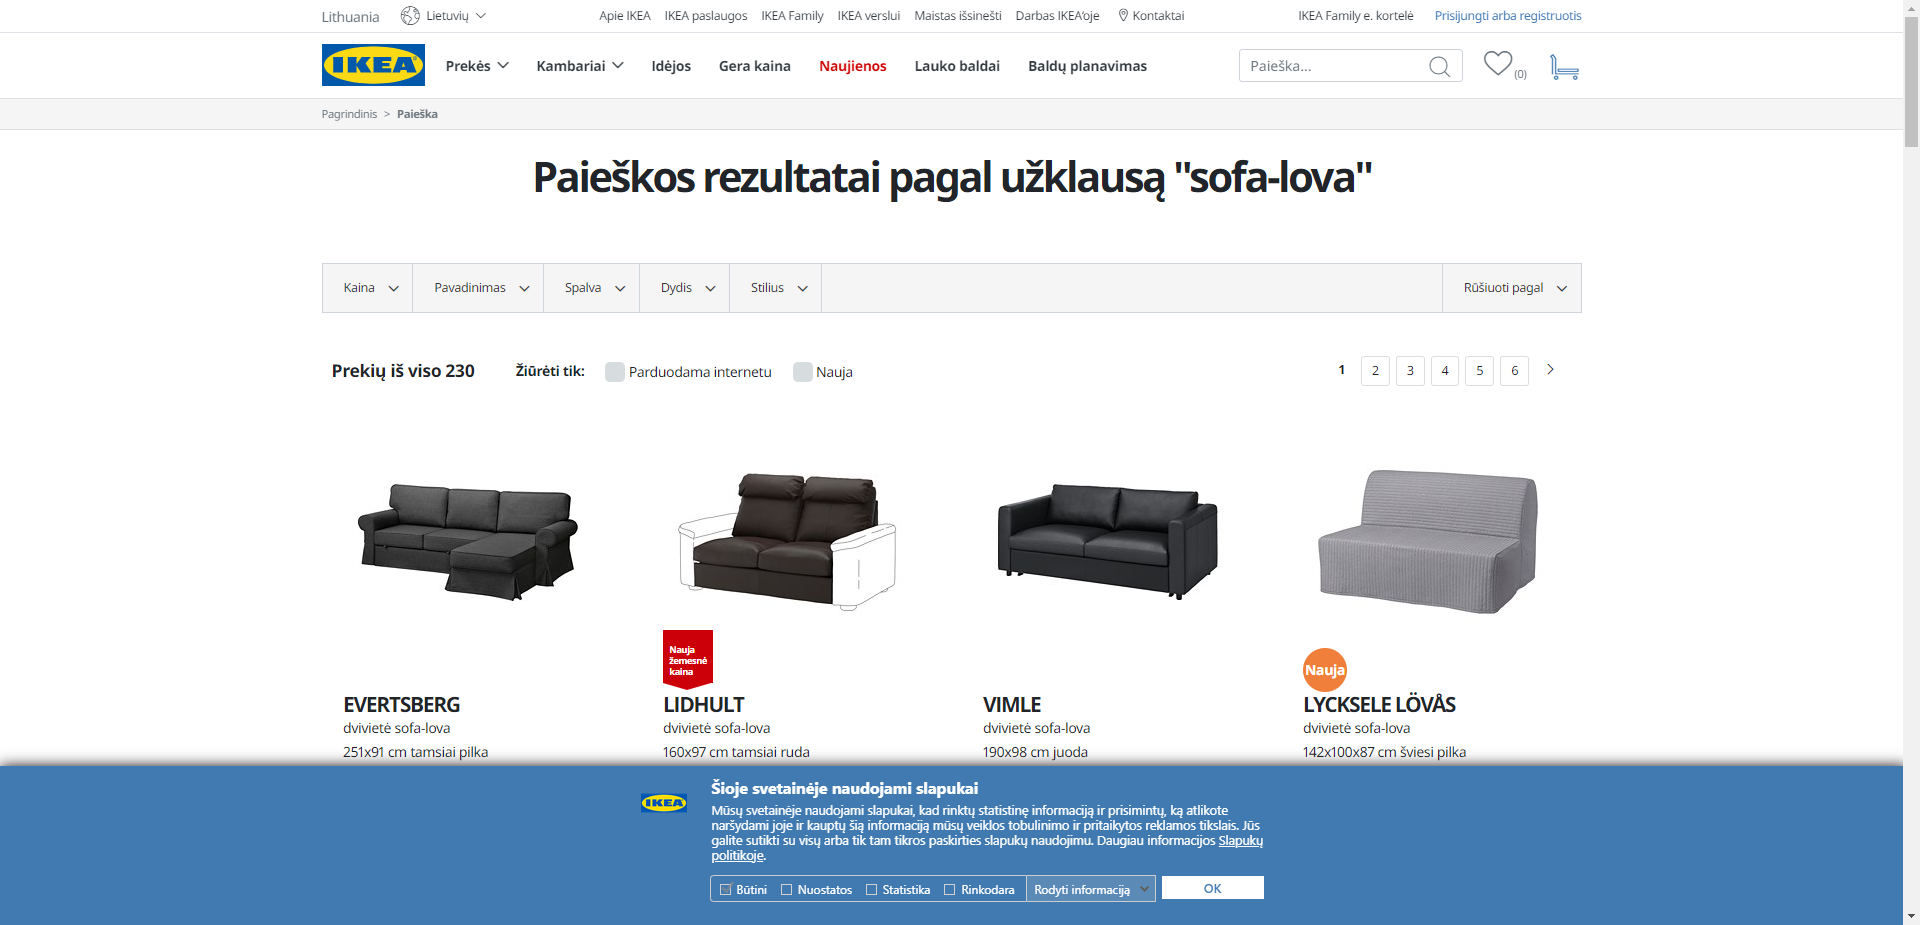 Lithuania
Lietuvių
Apie IKEA IKEA paslaugos IKEA Family IKEA verslui Maistas išsinešti Darbas IKEA'oje Kontaktai
IKEA Family e. kortelė Prisijungti arba registruotis
IKEA
Prekės Kambariai Idėjos Gera kaina Naujienos Lauko baldai Baldų planavimas
Paieška...
(0)
Pagrindinis > Paieška
Paieškos rezultatai pagal užklausą "sofa-lova"
Kaina Pavadinimas Spalva Dydis Stilius Rūšiuoti pagal
Prekių iš viso 230 Žiūrėti tik: Parduodama internetu Nauja
1 2 3 4 5 6
EVERTSBERG
dvivietė sofa-lova
251x91 cm tamsiai pilka
Nauja
žemesnė
kaina
LIDHULT
dvivietė sofa-lova
160x97 cm tamsiai ruda
VIMLE
dvivietė sofa-lova
190x98 cm juoda
Nauja
LYCKSELE LÖVÅS
dvivietė sofa-lova
142x100x87 cm šviesi pilka
IKEA
Šioje svetainėje naudojami slapukai
Mūsų svetainėje naudojami slapukai, kad rinktų statistinę informaciją ir prisimintų, ką atlikote
naršydami joje ir kauptų šią informaciją mūsų veiklos tobulinimo ir pritaikytos reklamos tikslais. Jūs
galite sutikti su visų arba tik tam tikros paskirties slapukų naudojimu. Daugiau informacijos Slapukų
politikoje.
Būtini Nuostatos Statistika Rinkodara Rodyti informaciją OK